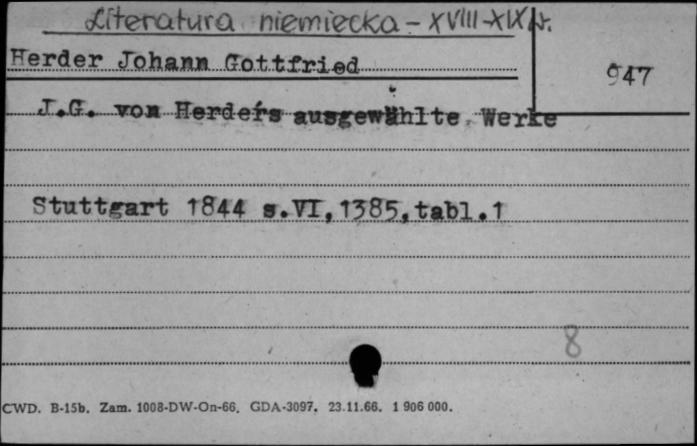 Literatura niemiecka - XVIII-XIX w.
Herder Johann Gottfried
947
J.G. von Herder's ausgewählte Werke
Stuttgart 1844 s.VI,1385,tabl.1
8
CWD. B-15b. Zam. 1008-DW-On-66. GDA-3097. 23.11.66. 1 906 000.